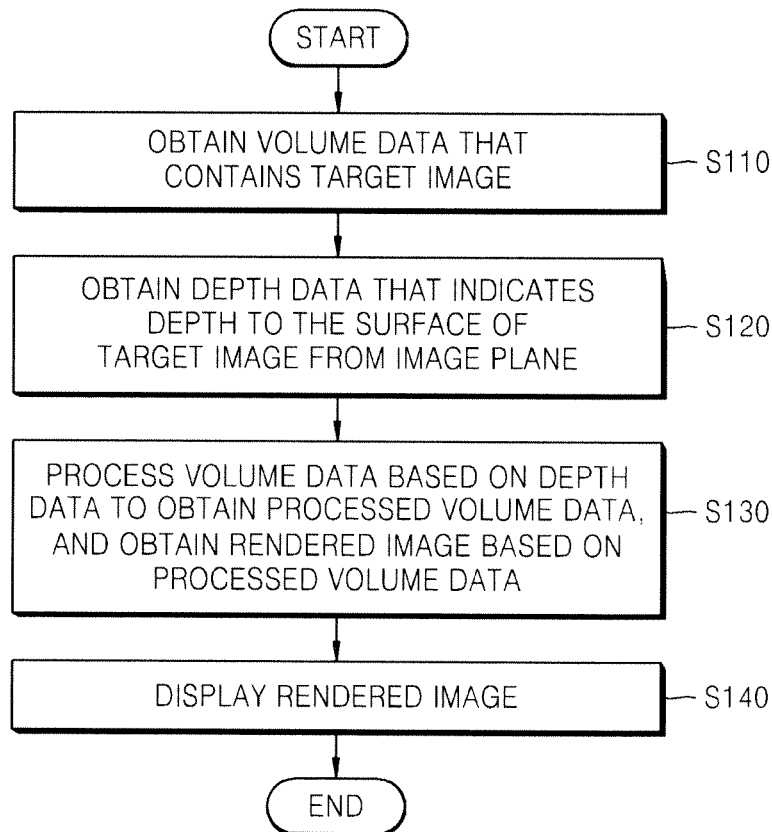 START
OBTAIN VOLUME DATA THAT
CONTAINS TARGET IMAGE
S110
OBTAIN DEPTH DATA THAT INDICATES
DEPTH TO THE SURFACE OF
TARGET IMAGE FROM IMAGE PLANE
S120
PROCESS VOLUME DATA BASED ON DEPTH
DATA TO OBTAIN PROCESSED VOLUME DATA,
AND OBTAIN RENDERED IMAGE BASED ON
PROCESSED VOLUME DATA
S130
DISPLAY RENDERED IMAGE
S140
END